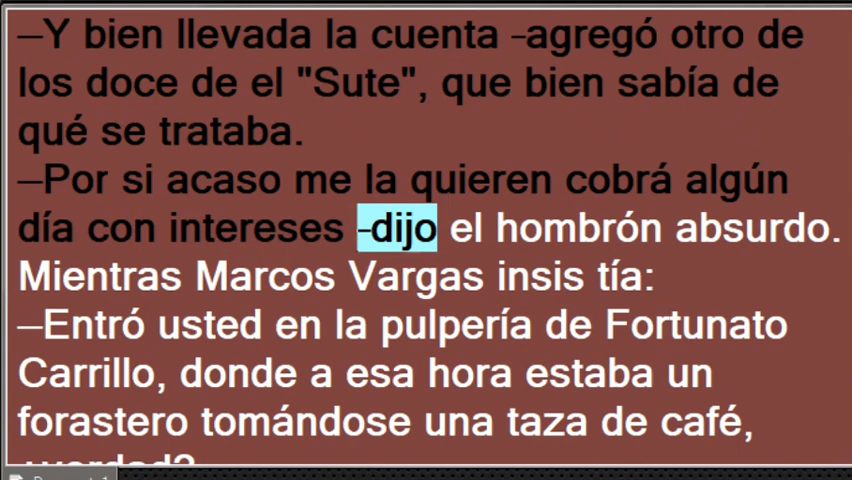 –Y bien llevada la cuenta -agregó otro de
los doce de el "Sute", que bien sabía de
qué se trataba.
–Por si acaso me la quieren cobrá algún
día con intereses -dijo el hombrón absurdo.
Mientras Marcos Vargas insis tía:
–Entró usted en la pulpería de Fortunato
Carrillo, donde a esa hora estaba un
forastero tomándose una taza de café,
¿verdad?